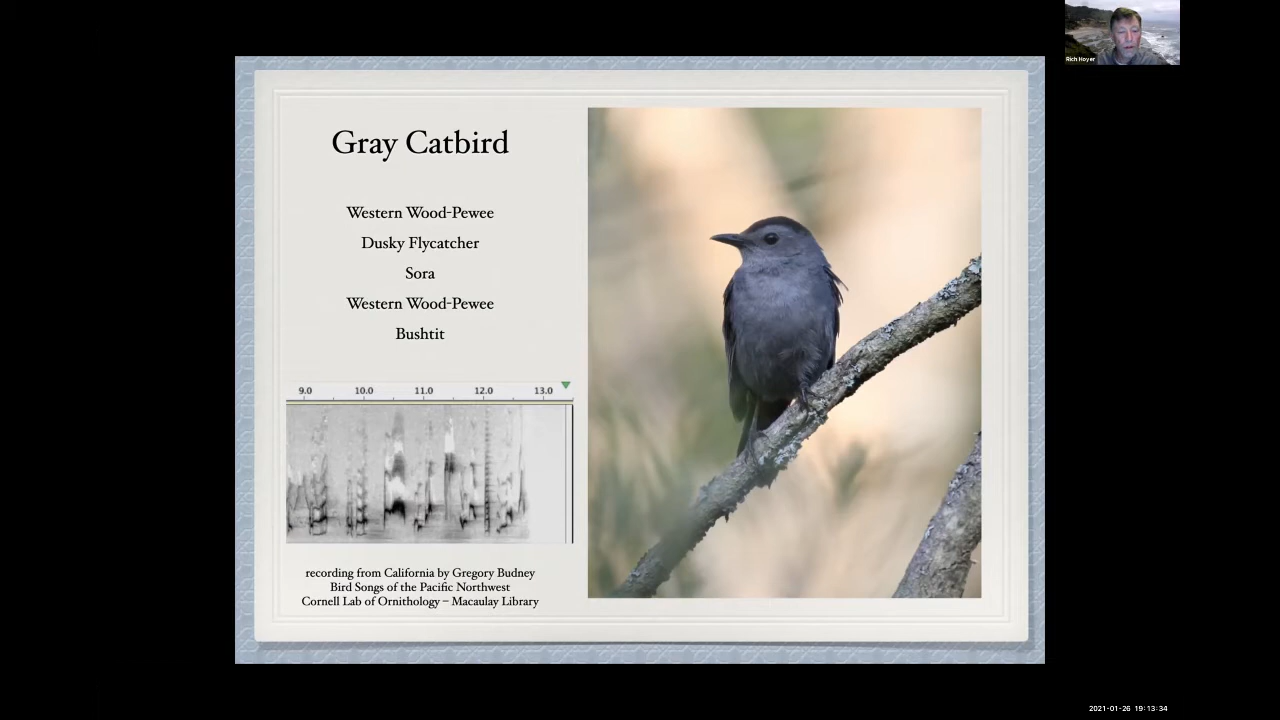 Rich Hoyer
Gray Catbird
Western Wood-Pewee
Dusky Flycatcher
Sora
Western Wood-Pewee
Bushtit
9.0 10.0 11.0 12.0 13.0
recording from California by Gregory Budney
Bird Songs of the Pacific Northwest
Cornell Lab of Ornithology – Macaulay Library
2021-01-26 19:13:34